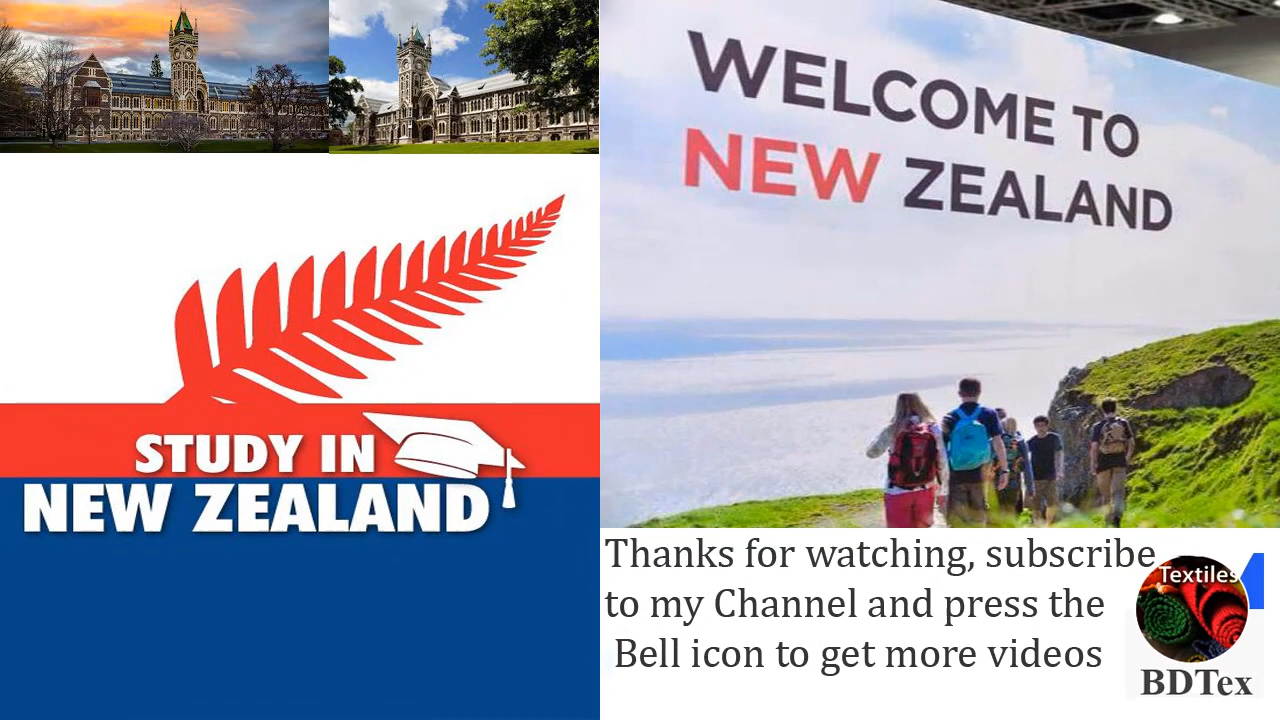 STUDY IN
NEW ZEALAND
WELCOME TO
NEW ZEALAND
Thanks for watching, subscribe
to my Channel and press the
Bell icon to get more videos
Textiles
BDTex